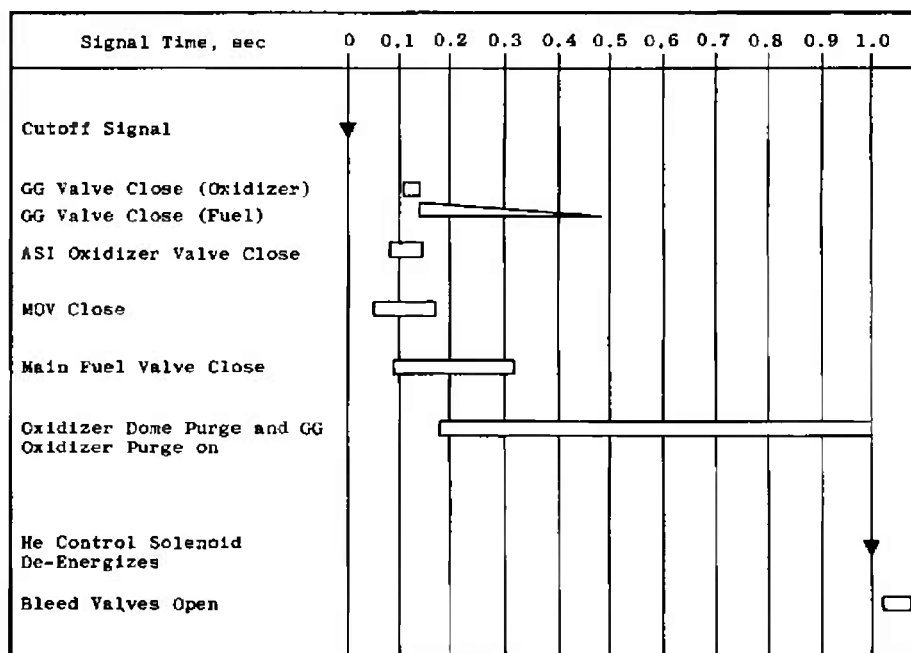 Signal Time, sec 0 0.1 0.2 0.3 0.4 0.5 0.6 0.7 0.8 0.9 1.0
Cutoff Signal
GG Valve Close (Oxidizer)
GG Valve Close (Fuel)
ASI Oxidizer Valve Close
MOV Close
Main Fuel Valve Close
Oxidizer Dome Purge and GG
Oxidizer Purge on
He Control Solenoid
De-Energizes
Bleed Valves Open